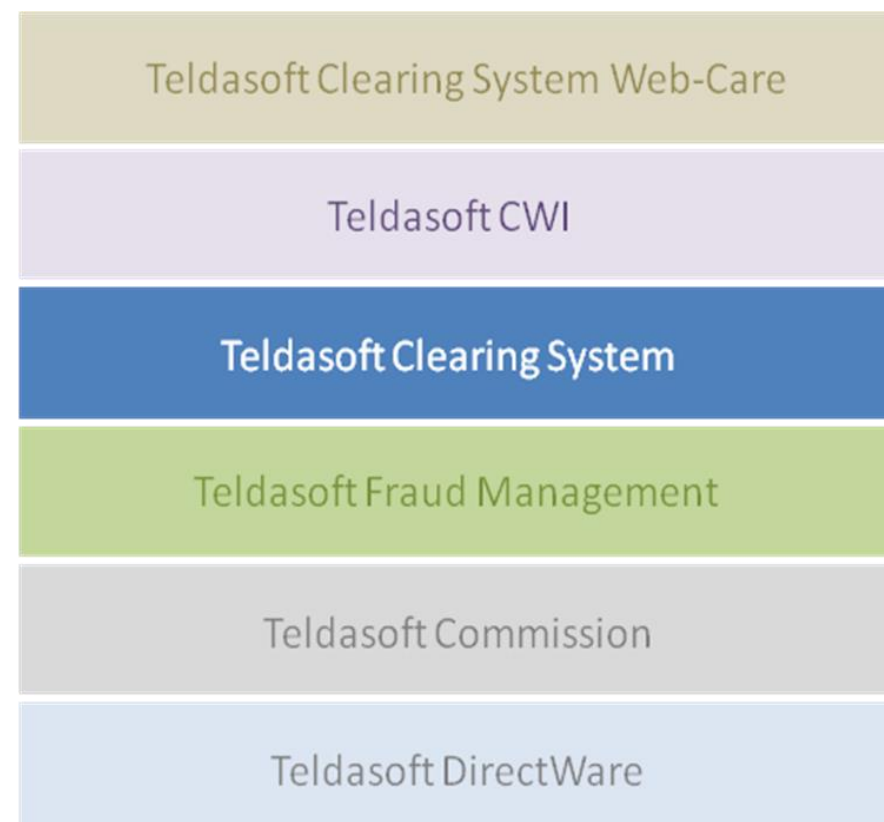 Teldasoft Clearing System Web-Care
Teldasoft CWI
Teldasoft Clearing System
Teldasoft Fraud Management
Teldasoft Commission
Teldasoft DirectWare